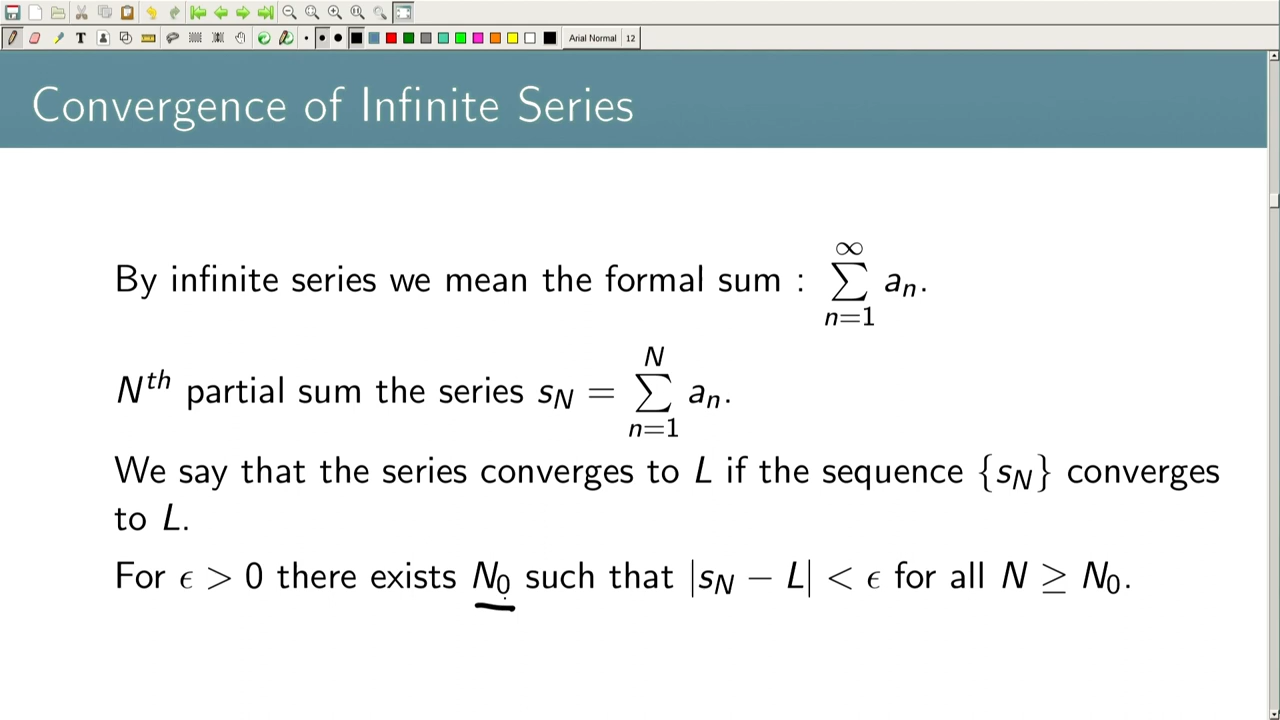 T Arial Normal 12
Convergence of Infinite Series
By infinite series we mean the formal sum : ∑_{n=1}^{∞} a_n.
N^{th} partial sum the series s_N = ∑_{n=1}^{N} a_n.
We say that the series converges to L if the sequence {s_N} converges
to L.
For ϵ > 0 there exists N_0 such that |s_N − L| < ϵ for all N ≥ N_0.